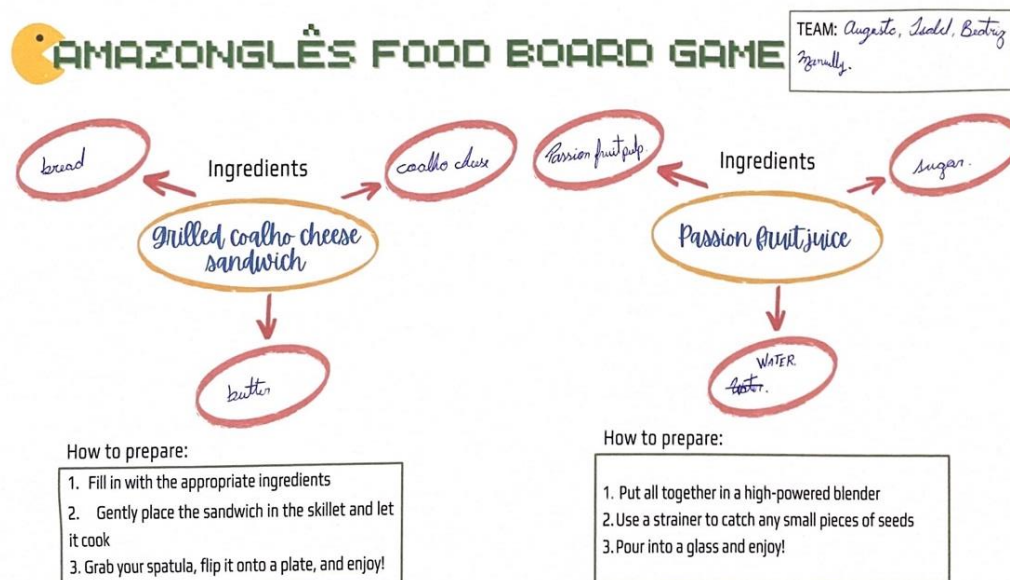 AMAZONGLÊS FOOD BOARD GAME
TEAM: Augusto, Isabel, Beatriz
bread
Ingredients
coalho chese
grilled coalho cheese
sandwich
butter
Passion fruit pulp.
Ingredients
sugar.
Passion fruit juice
WATER.
How to prepare:
1. Fill in with the appropriate ingredients
2. Gently place the sandwich in the skillet and let
it cook
3. Grab your spatula, flip it onto a plate, and enjoy!
How to prepare:
1. Put all together in a high-powered blender
2. Use a strainer to catch any small pieces of seeds
3. Pour into a glass and enjoy!